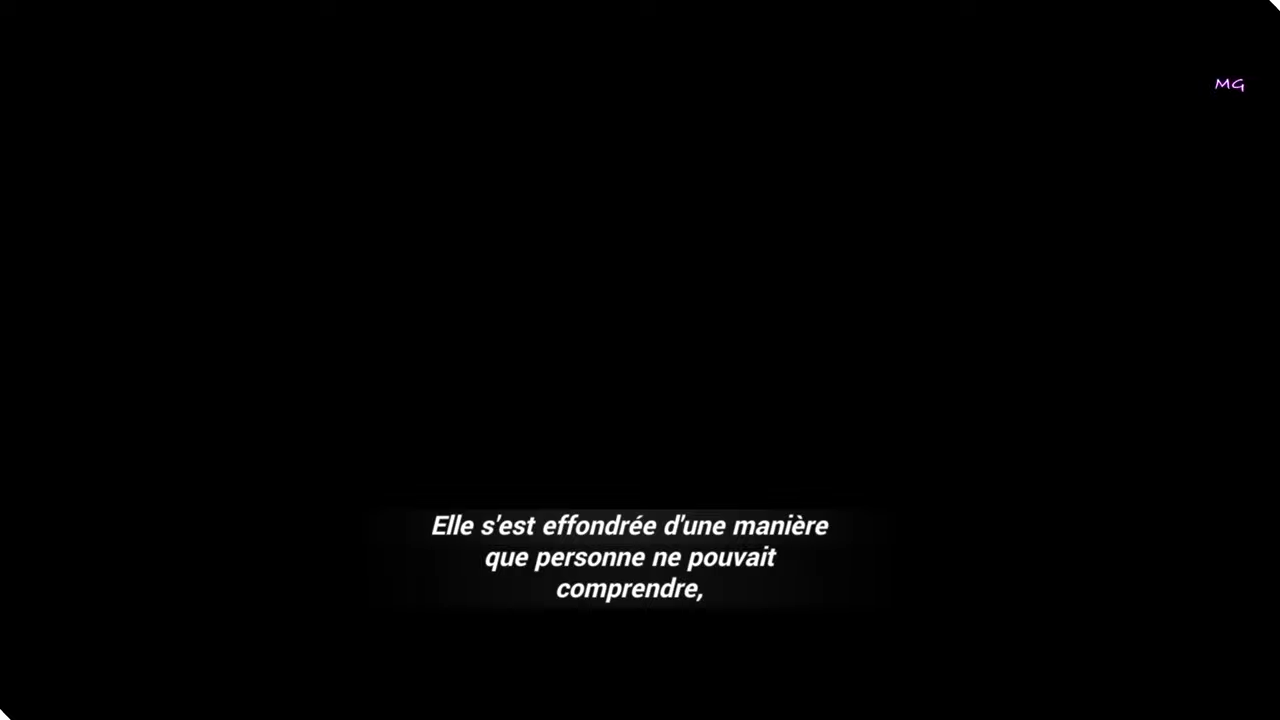 MG
Elle s'est effondrée d'une manière
que personne ne pouvait
comprendre,